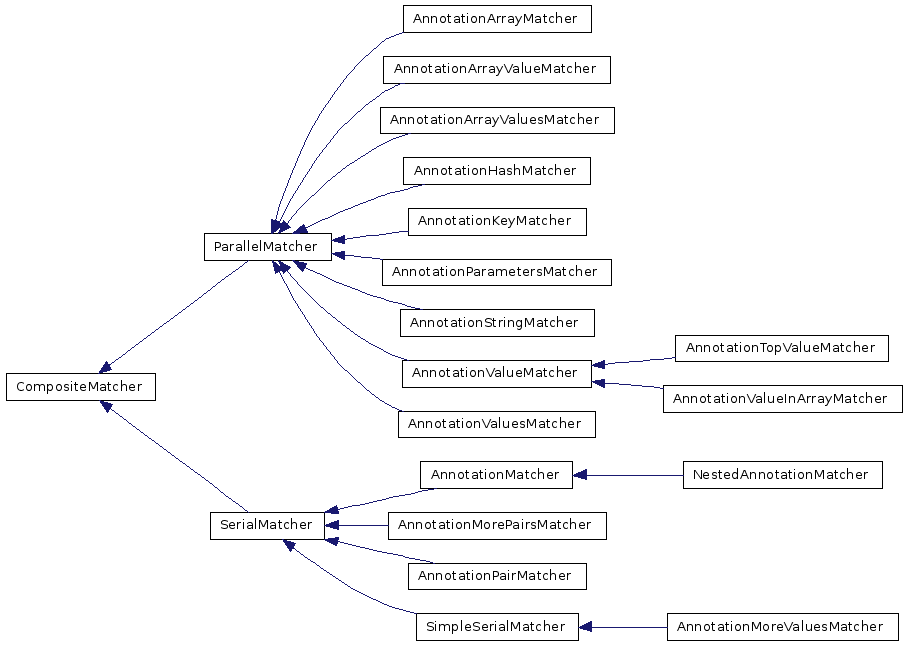 AnnotationArrayMatcher
AnnotationArrayValueMatcher
AnnotationArrayValuesMatcher
AnnotationHashMatcher
AnnotationKeyMatcher
ParallelMatcher
AnnotationParametersMatcher
AnnotationStringMatcher
AnnotationTopValueMatcher
AnnotationValueMatcher
CompositeMatcher
AnnotationValueInArrayMatcher
AnnotationValuesMatcher
AnnotationMatcher
NestedAnnotationMatcher
SerialMatcher
AnnotationMorePairsMatcher
AnnotationPairMatcher
SimpleSerialMatcher
AnnotationMoreValuesMatcher